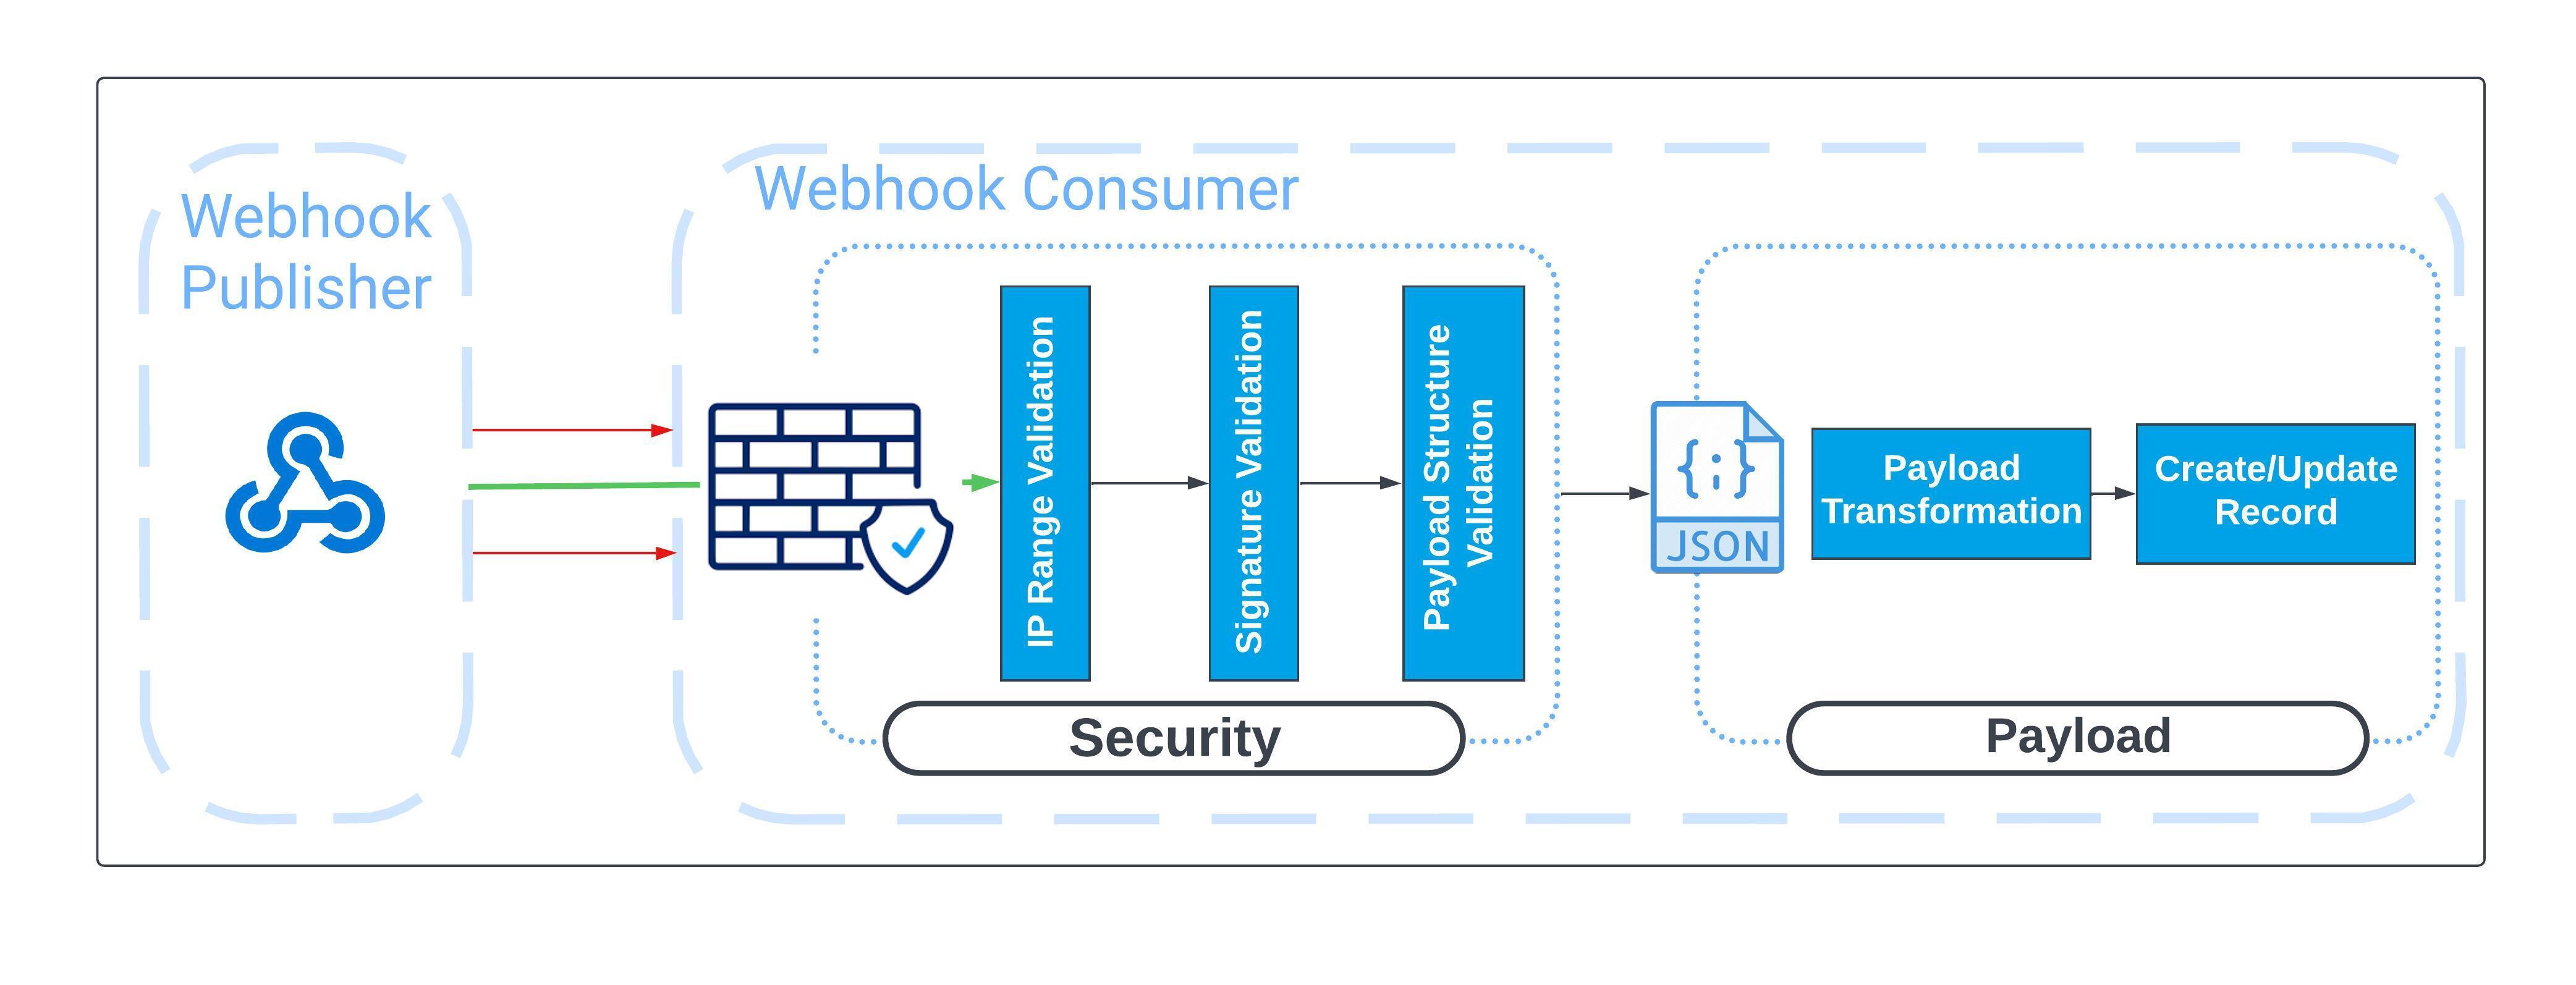 Webhook
Publisher
Webhook Consumer
IP Range Validation
Signature Validation
Payload Structure
Validation
{;}
JSON
Payload
Transformation
Create/Update
Record
Security
Payload